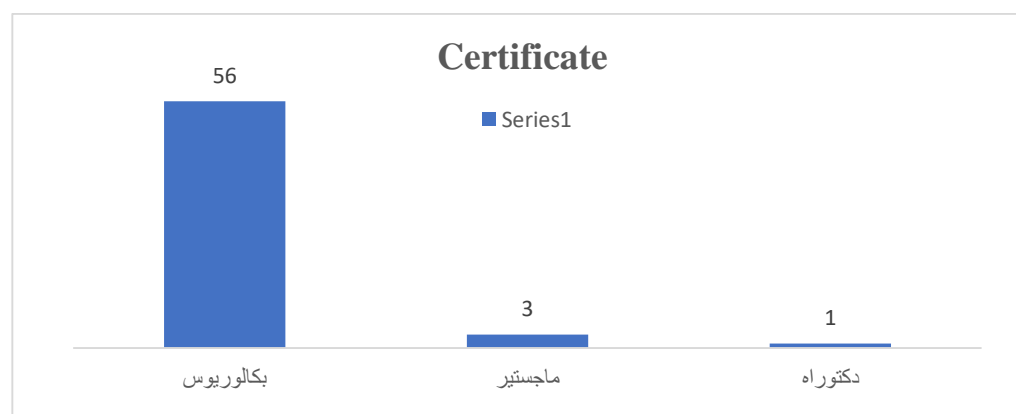 Certificate
Series1
56
3
1
بكالوريوس
ماجستير
دكتوراه